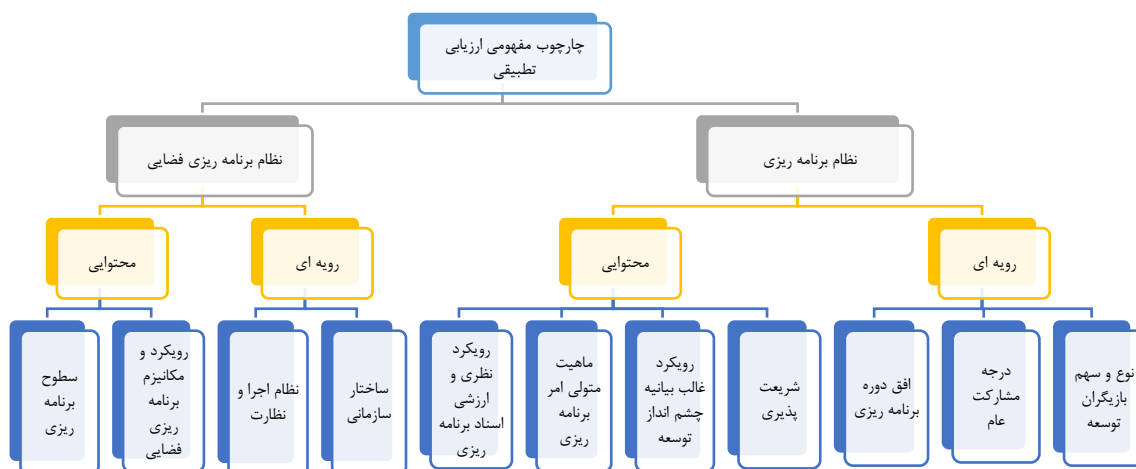 چارچوب مفهومی ارزیابی
تطبیقی
نظام برنامه ریزی
نظام برنامه ریزی فضایی
رویه ای
محتوایی
رویه ای
محتوایی
نوع و سهم
بازیگران
توسعه
درجه
مشارکت
عام
افق دوره
برنامه ریزی
شریعت
پذیری
رویکرد
غالب بیانیه
چشم انداز
توسعه
ماهیت
متولی امر
برنامه
ریزی
رویکرد
نظری و
ارزشی
اسناد برنامه
ریزی
ساختار
سازمانی
نظام اجرا و
نظارت
رویکرد و
مکانیزم
برنامه
ریزی
فضایی
سطوح
برنامه
ریزی